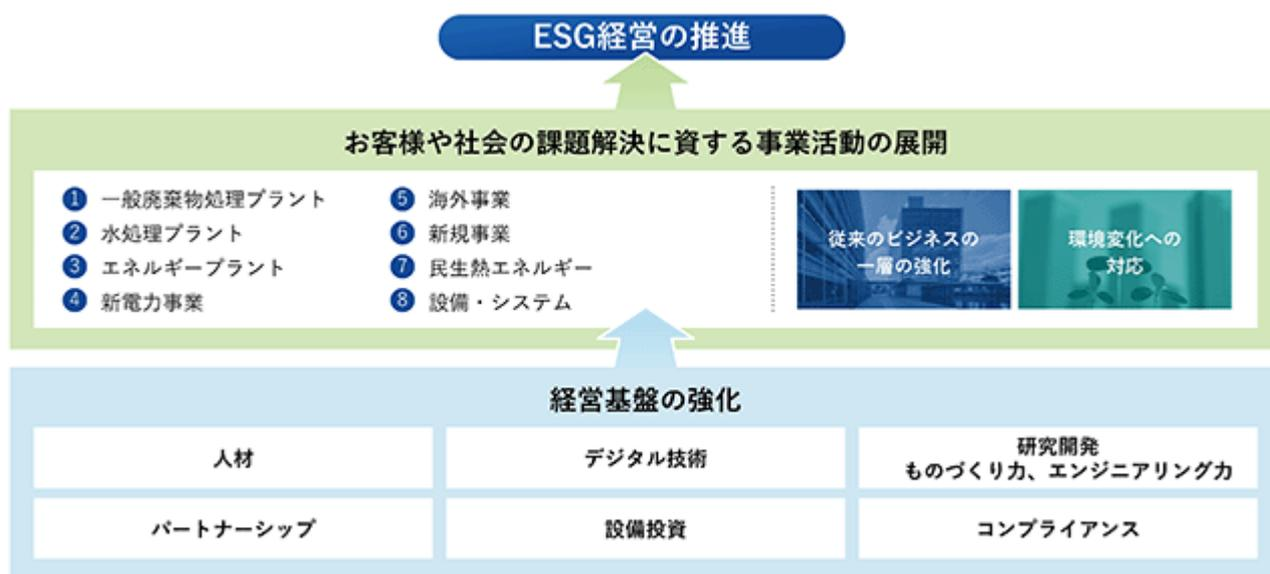 ESG経営の推進
お客様や社会の課題解決に資する事業活動の展開
1 一般廃棄物処理プラント
2 水処理プラント
3 エネルギープラント
4 新電力事業
5 海外事業
6 新規事業
7 民生熱エネルギー
8 設備・システム
従来のビジネスの
一層の強化
環境変化への
対応
経営基盤の強化
人材
デジタル技術
研究開発
ものづくり力、エンジニアリング力
パートナーシップ
設備投資
コンプライアンス